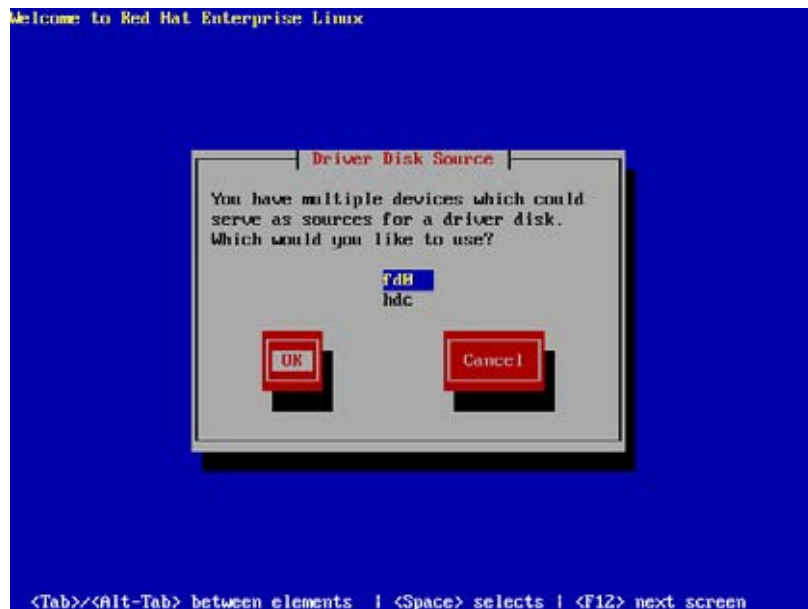 Welcome to Red Hat Enterprise Linux
Driver Disk Source
You have multiple devices which could
serve as sources for a driver disk.
Which would you like to use?
fd0
hdc
OK Cancel
<Tab>/<Alt-Tab> between elements | <Space> selects | <F12> next screen